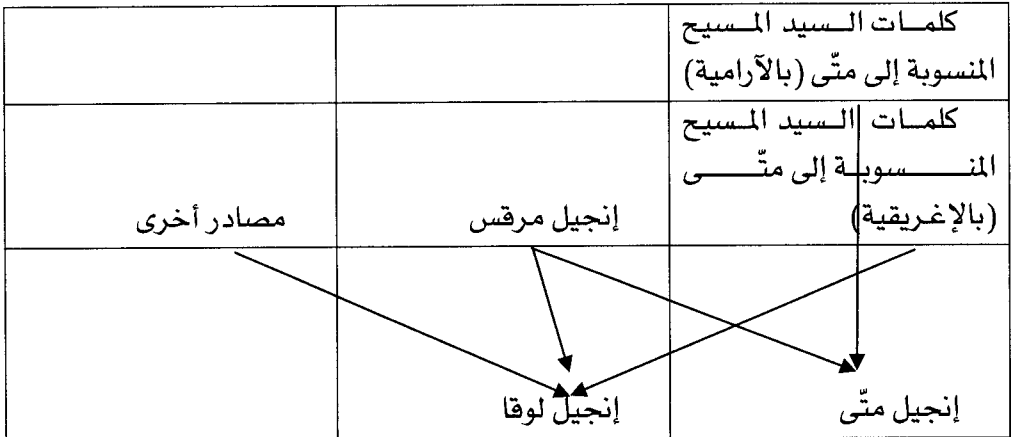 كلمات السيد المسيح
المنسوبة إلى متّى (بالآرامية)
كلمات السيد المسيح
المنسوبة إلى متّى
(بالإغريقية)
إنجيل مرقس
مصادر أخرى
إنجيل متّى
إنجيل لوقا